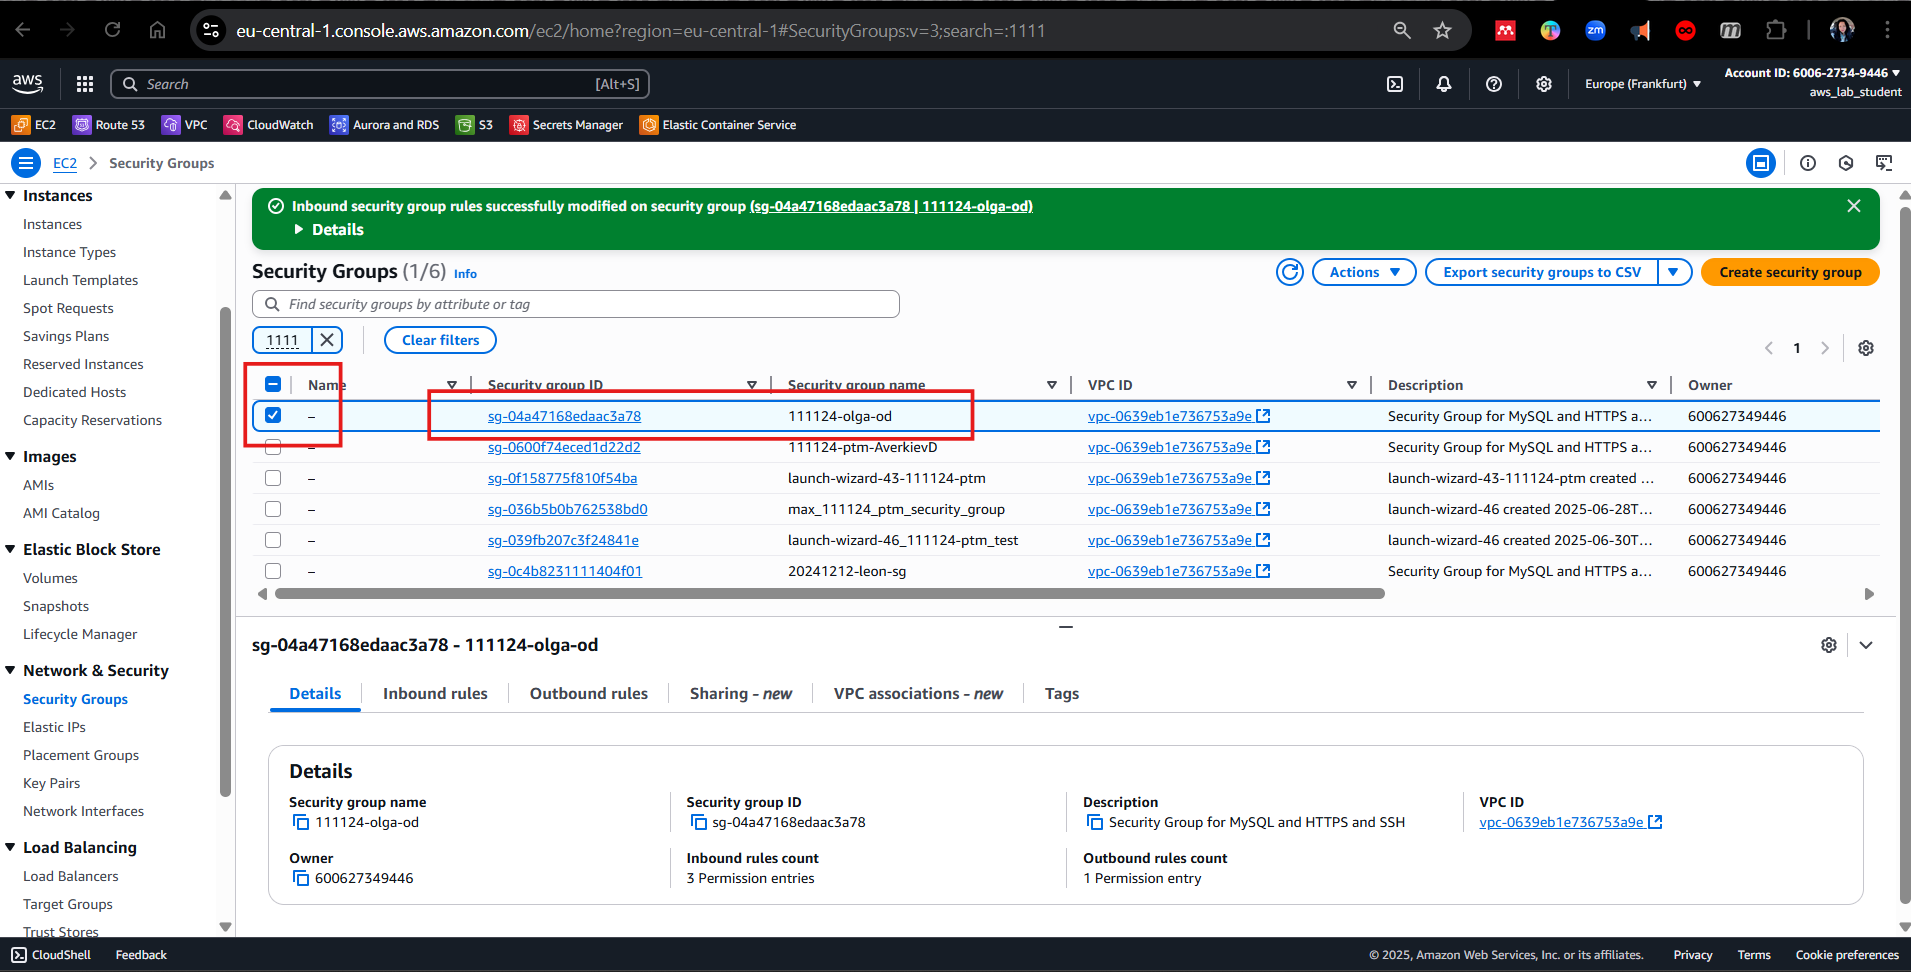 eu-central-1.console.aws.amazon.com/ec2/home?region=eu-central-1#SecurityGroups:v=3;search=:1111
zm
aws
Search [Alt+S]
Europe (Frankfurt)
Account ID: 6006-2734-9446
aws_lab_student
EC2 Route 53 VPC CloudWatch Aurora and RDS S3 Secrets Manager Elastic Container Service
EC2 Security Groups
Instances
Instances
Instance Types
Launch Templates
Spot Requests
Savings Plans
Reserved Instances
Dedicated Hosts
Capacity Reservations
Images
AMIs
AMI Catalog
Elastic Block Store
Volumes
Snapshots
Lifecycle Manager
Network & Security
Security Groups
Elastic IPs
Placement Groups
Key Pairs
Network Interfaces
Load Balancing
Load Balancers
Target Groups
Trust Stores
Inbound security group rules successfully modified on security group (sg-04a47168edaac3a78 | 111124-olga-od)
Details
Security Groups (1/6) Info
Actions Export security groups to CSV Create security group
Find security groups by attribute or tag
1111 Clear filters
1
Name Security group ID Security group name VPC ID Description Owner
– sg-04a47168edaac3a78 111124-olga-od vpc-0639eb1e736753a9e Security Group for MySQL and HTTPS a... 600627349446
– sg-0600f74eced1d22d2 111124-ptm-AverkievD vpc-0639eb1e736753a9e Security Group for MySQL and HTTPS a... 600627349446
– sg-0f158775f810f54ba launch-wizard-43-111124-ptm vpc-0639eb1e736753a9e launch-wizard-43-111124-ptm created ... 600627349446
– sg-036b5b0b762538bd0 max_111124_ptm_security_group vpc-0639eb1e736753a9e launch-wizard-46 created 2025-06-28T... 600627349446
– sg-039fb207c3f24841e launch-wizard-46_111124-ptm_test vpc-0639eb1e736753a9e launch-wizard-46 created 2025-06-30T... 600627349446
– sg-0c4b8231111404f01 20241212-leon-sg vpc-0639eb1e736753a9e Security Group for MySQL and HTTPS a... 600627349446
sg-04a47168edaac3a78 - 111124-olga-od
Details Inbound rules Outbound rules Sharing - new VPC associations - new Tags
Details
Security group name Security group ID Description VPC ID
111124-olga-od sg-04a47168edaac3a78 Security Group for MySQL and HTTPS and SSH vpc-0639eb1e736753a9e
Owner Inbound rules count Outbound rules count
600627349446 3 Permission entries 1 Permission entry
CloudShell Feedback © 2025, Amazon Web Services, Inc. or its affiliates. Privacy Terms Cookie preferences